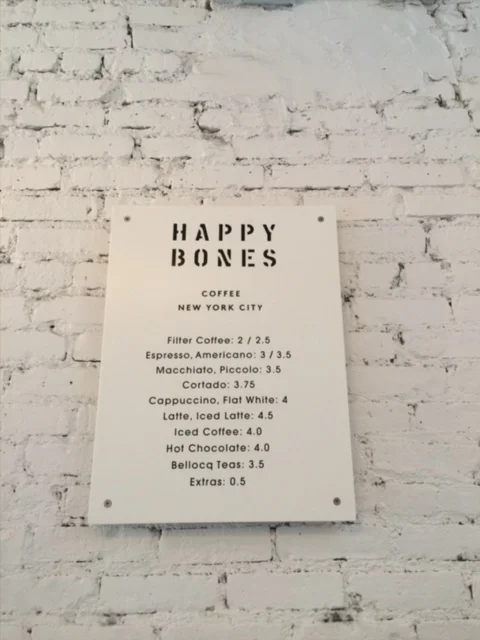 HAPPY
BONES
COFFEE
NEW YORK CITY
Filter Coffee: 2 / 2.5
Espresso, Americano: 3 / 3.5
Macchiato, Piccolo: 3.5
Cortado: 3.75
Cappuccino, Flat White: 4
Latte, Iced Latte: 4.5
Iced Coffee: 4.0
Hot Chocolate: 4.0
Bellocq Teas: 3.5
Extras: 0.5